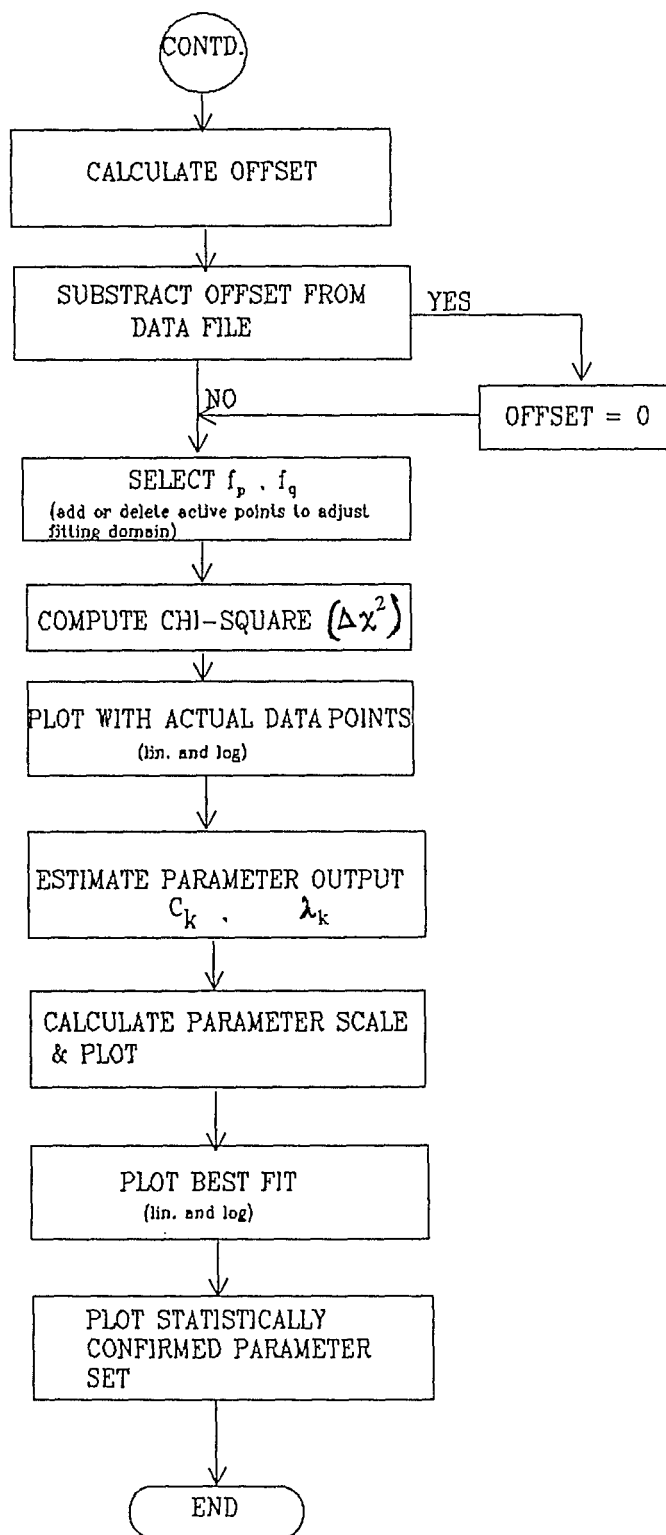 CONTD.
CALCULATE OFFSET
SUBSTRACT OFFSET FROM
DATA FILE
YES
NO
OFFSET = 0
SELECT fₚ , f_q
(add or delete active points to adjust
fitting domain)
COMPUTE CHI-SQUARE (Δχ²)
PLOT WITH ACTUAL DATA POINTS
(lin. and log)
ESTIMATE PARAMETER OUTPUT
C_k , λ_k
CALCULATE PARAMETER SCALE
& PLOT
PLOT BEST FIT
(lin. and log)
PLOT STATISTICALLY
CONFIRMED PARAMETER
SET
END